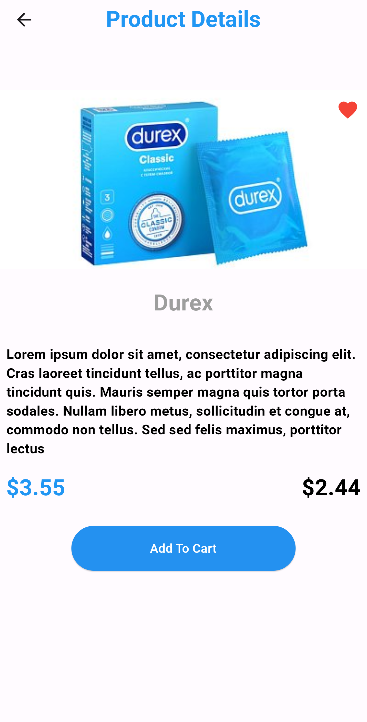 Product Details
durex
Classic
3
CLASSIC
durex
Durex
Lorem ipsum dolor sit amet, consectetur adipiscing elit.
Cras laoreet tincidunt tellus, ac porttitor magna
tincidunt quis. Mauris semper magna quis tortor porta
sodales. Nullam libero metus, sollicitudin et congue at,
commodo non tellus. Sed sed felis maximus, porttitor
lectus
$3.55 $2.44
Add To Cart